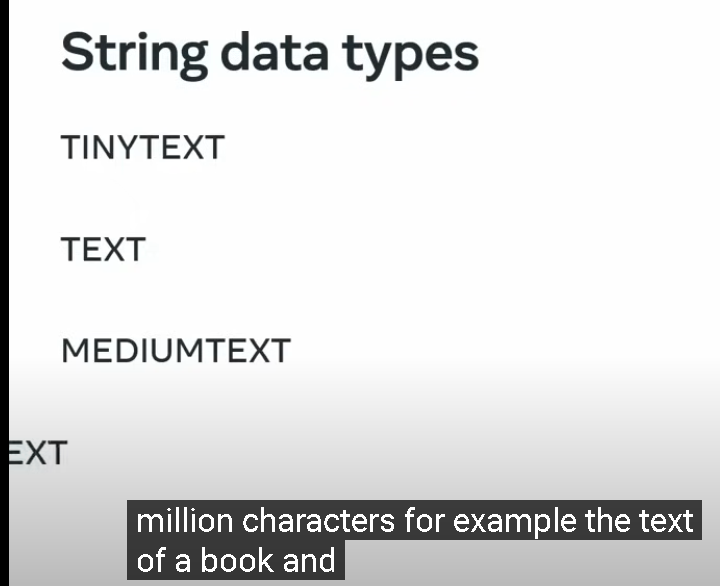 String data types
TINYTEXT
TEXT
MEDIUMTEXT
EXT
million characters for example the text
of a book and